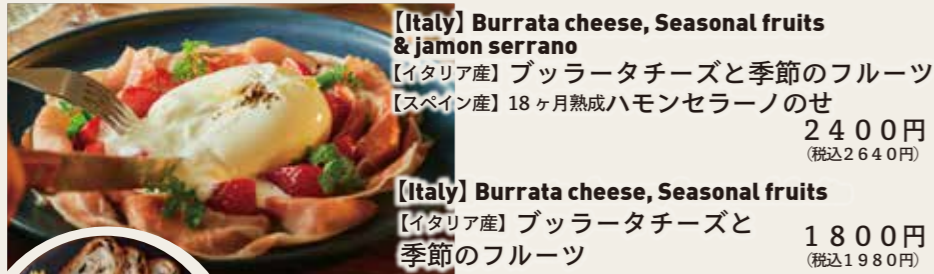 【Italy】Burrata cheese, Seasonal fruits
& jamon serrano
【イタリア産】ブッラータチーズと季節のフルーツ
【スペイン産】18ヶ月熟成ハモンセラーノのせ
2400円
(税込2640円)
【Italy】Burrata cheese, Seasonal fruits
【イタリア産】ブッラータチーズと
季節のフルーツ
1800円
(税込1980円)